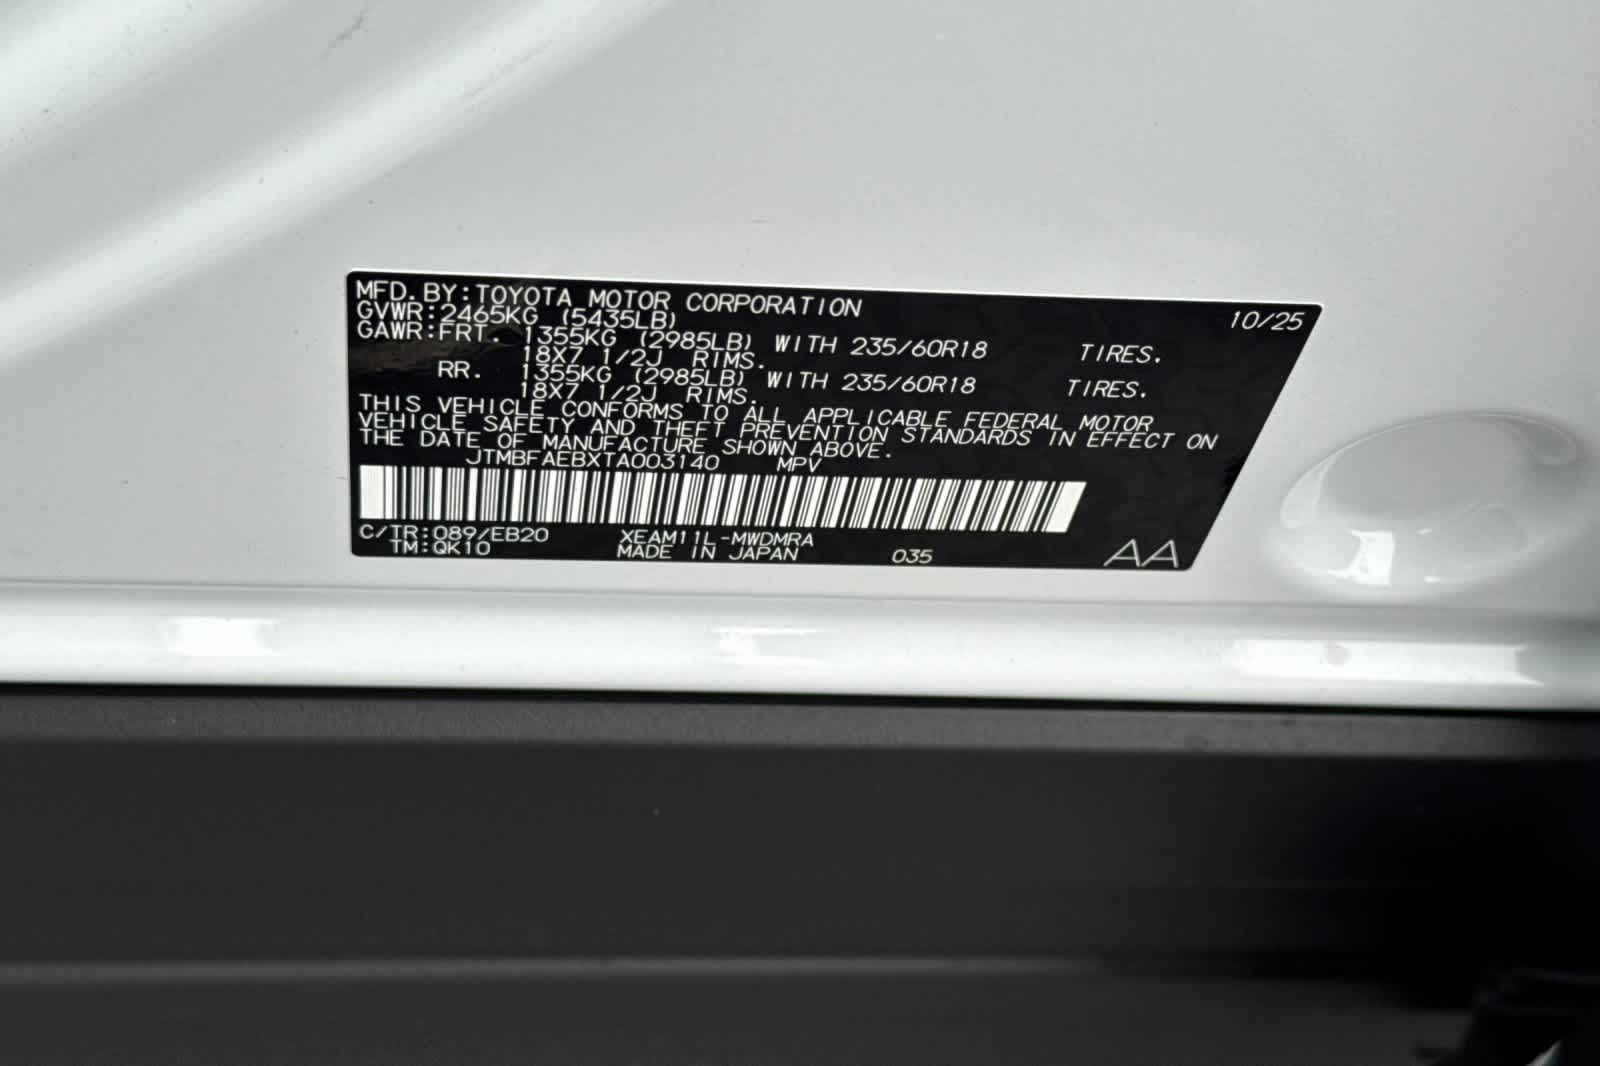 MFD. BY:TOYOTA MOTOR CORPORATION 10/25
GVWR:2465KG (5435LB)
GAWR:FRT. 1355KG (2985LB) WITH 235/60R18 TIRES.
18X7 1/2J RIMS.
RR. 1355KG (2985LB) WITH 235/60R18 TIRES.
18X7 1/2J RIMS.
THIS VEHICLE CONFORMS TO ALL APPLICABLE FEDERAL MOTOR
VEHICLE SAFETY AND THEFT PREVENTION STANDARDS IN EFFECT ON
THE DATE OF MANUFACTURE SHOWN ABOVE.
JTMBFAEBXTA003140 MPV
C/TR:089/EB20 XEAM11L-MWDMRA
TM:QK10 MADE IN JAPAN 035 AA